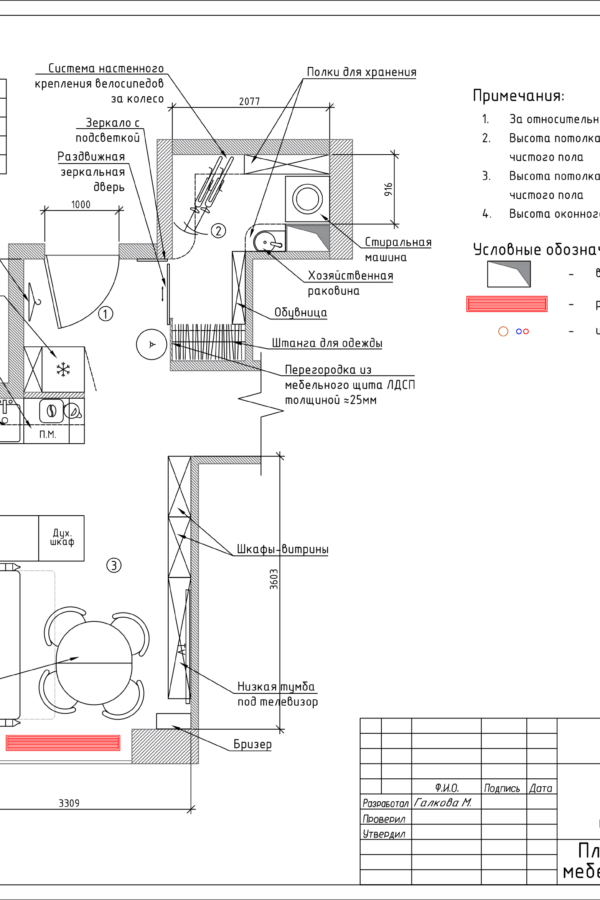 Система настенного
крепления велосипедов
за колесо
Полки для хранения
2077
Зеркало с
подсветкой
Раздвижная
зеркальная
дверь
1000
916
2
1
Стиральная
машина
Хозяйственная
раковина
Обувница
Штанга для одежды
Перегородка из
мебельного щита ЛДСП
толщиной ≈25мм
П.М.
Дух.
шкаф
3
Шкафы-витрины
3603
Низкая тумба
под телевизор
Бризер
3309
Примечания:
1. За относительн
2. Высота потолка
чистого пола
3. Высота потолка
чистого пола
4. Высота оконног
Условные обознач
–
–
–
Ф.И.О. Подпись Дата
Разработал Галкова М.
Проверил
Утвердил
Пл
мебе